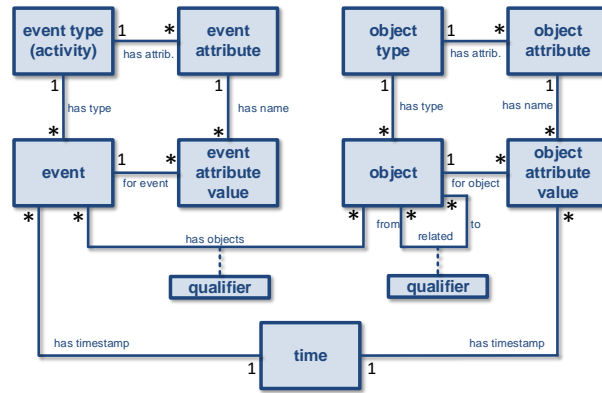 event type
(activity)
1
*
has attrib.
event
attribute
object
type
1
*
has attrib.
object
attribute
1
has type
*
1
has name
*
1
has type
*
1
has name
*
event
1
*
for event
event
attribute
value
object
1
*
for object
object
attribute
value
*
*
has objects
*
from
*
related
*
to
*
qualifier
qualifier
has timestamp
1
time
1
has timestamp